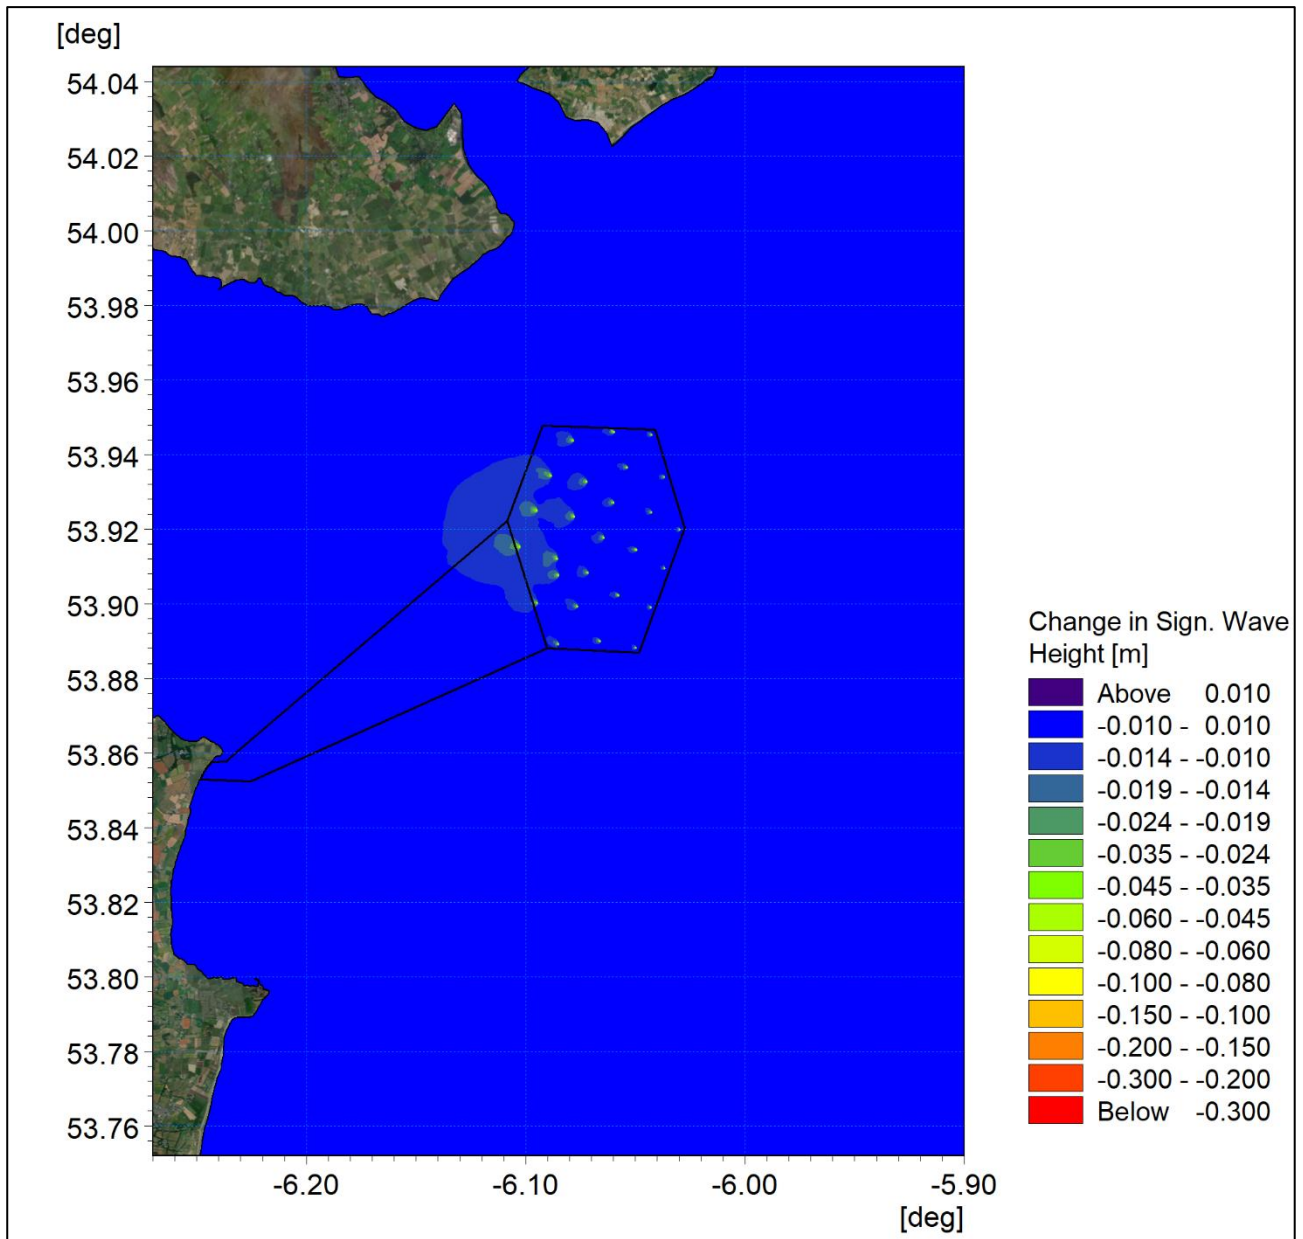 [deg]
54.04
54.02
54.00
53.98
53.96
53.94
53.92
53.90
53.88
53.86
53.84
53.82
53.80
53.78
53.76
-6.20 -6.10 -6.00 -5.90
[deg]
Change in Sign. Wave
Height [m]
Above 0.010
-0.010 - 0.010
-0.014 - -0.010
-0.019 - -0.014
-0.024 - -0.019
-0.035 - -0.024
-0.045 - -0.035
-0.060 - -0.045
-0.080 - -0.060
-0.100 - -0.080
-0.150 - -0.100
-0.200 - -0.150
-0.300 - -0.200
Below -0.300